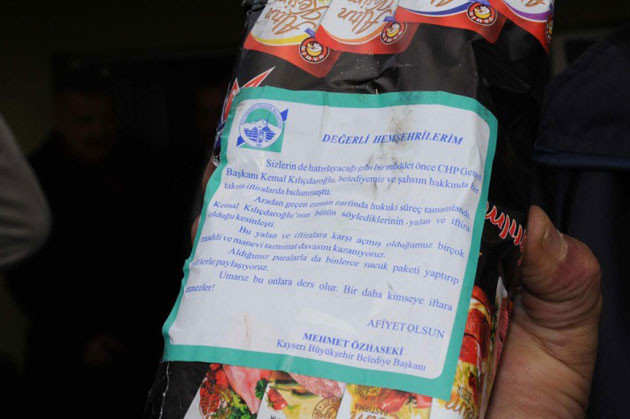 DEĞERLİ HEMŞEHRİLERİM
Sizlerin de hatırlayacağı gibi bir müddet önce CHP Genel
Başkanı Kemal Kılıçdaroğlu, belediyemiz ve şahsım hakkında bir
takım iftiralarda bulunmuştu.
Aradan geçen zaman zarfında hukuki süreç tamamlandı,
Kemal Kılıçdaroğlu'nun bütün söylediklerinin yalan ve iftira
olduğu kesinleşti.
Bu yalan ve iftiralara karşı açmış olduğumuz birçok
maddi ve manevi tazminat davasını kazanıyoruz.
Aldığımız paralarla da binlerce sucuk paketi yaptırıp
sizlerle paylaşıyoruz.
Umarız bu onlara ders olur. Bir daha kimseye iftara
etmezler!
AFİYET OLSUN
MEHMET ÖZHASEKİ
Kayseri Büyükşehir Belediye Başkanı